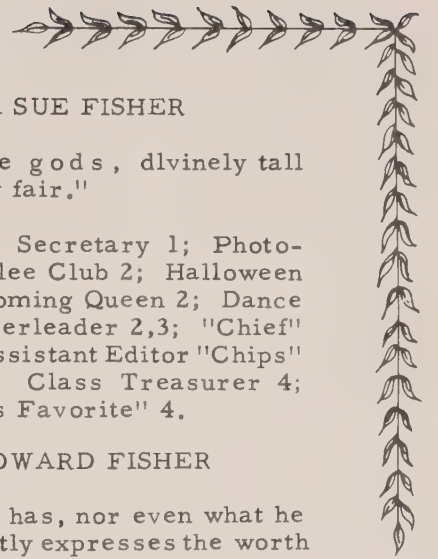 SUE FISHER
gods, dlvinely tall
fair."
Secretary 1; Photo-
lee Club 2; Halloween
oming Queen 2; Dance
erleader 2,3; "Chief"
ssistant Editor "Chips"
Class Treasurer 4;
s Favorite" 4.
OWARD FISHER
has, nor even what he
tly expresses the worth